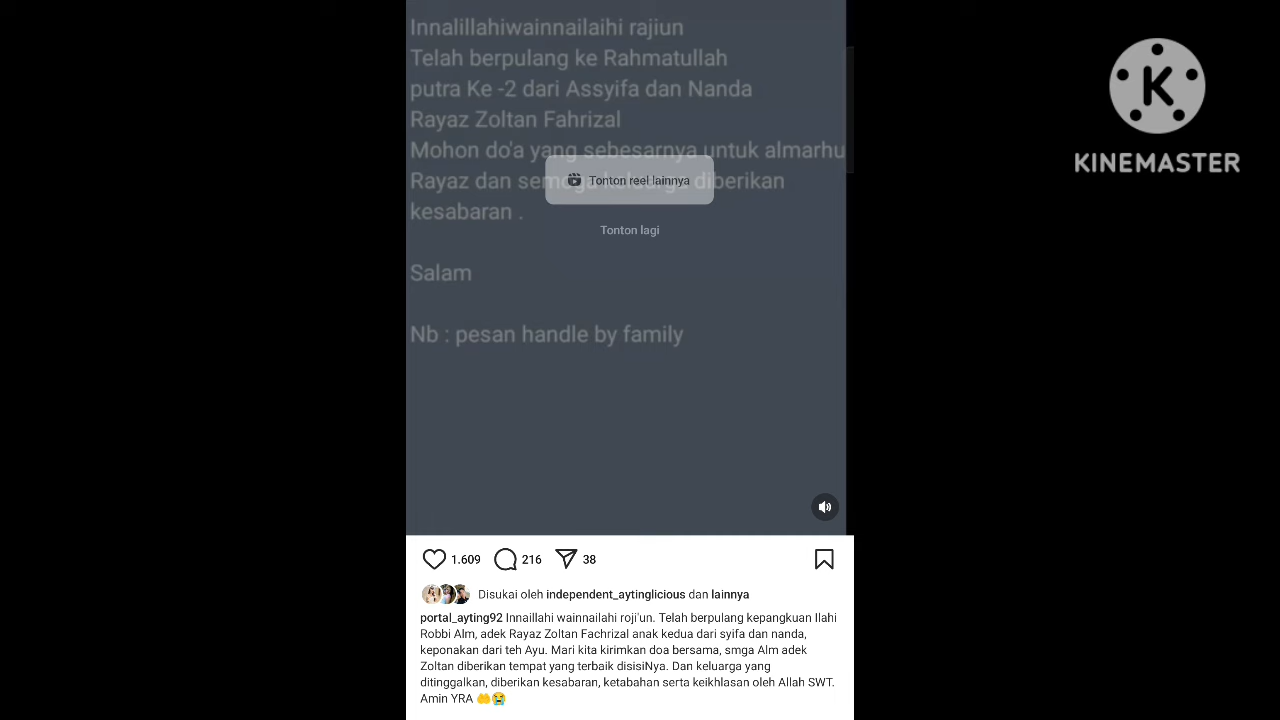 Innalillahiwainnailaihi rajiun
Telah berpulang ke Rahmatullah
putra Ke -2 dari Assyifa dan Nanda
Rayaz Zoltan Fahrizal
Mohon do'a yang sebesarnya untuk almarhu
Rayaz dan semoga keluarga diberikan
kesabaran .
Tonton reel lainnya
Tonton lagi
Salam
Nb : pesan handle by family
K
KINEMASTER
1.609 216 38
Disukai oleh independent_aytinglicious dan lainnya
portal_ayting92 Innaillahi wainnailahi roji'un. Telah berpulang kepangkuan Ilahi
Robbi Alm, adek Rayaz Zoltan Fachrizal anak kedua dari syifa dan nanda,
keponakan dari teh Ayu. Mari kita kirimkan doa bersama, smga Alm adek
Zoltan diberikan tempat yang terbaik disisiNya. Dan keluarga yang
ditinggalkan, diberikan kesabaran, ketabahan serta keikhlasan oleh Allah SWT.
Amin YRA 🤲😭